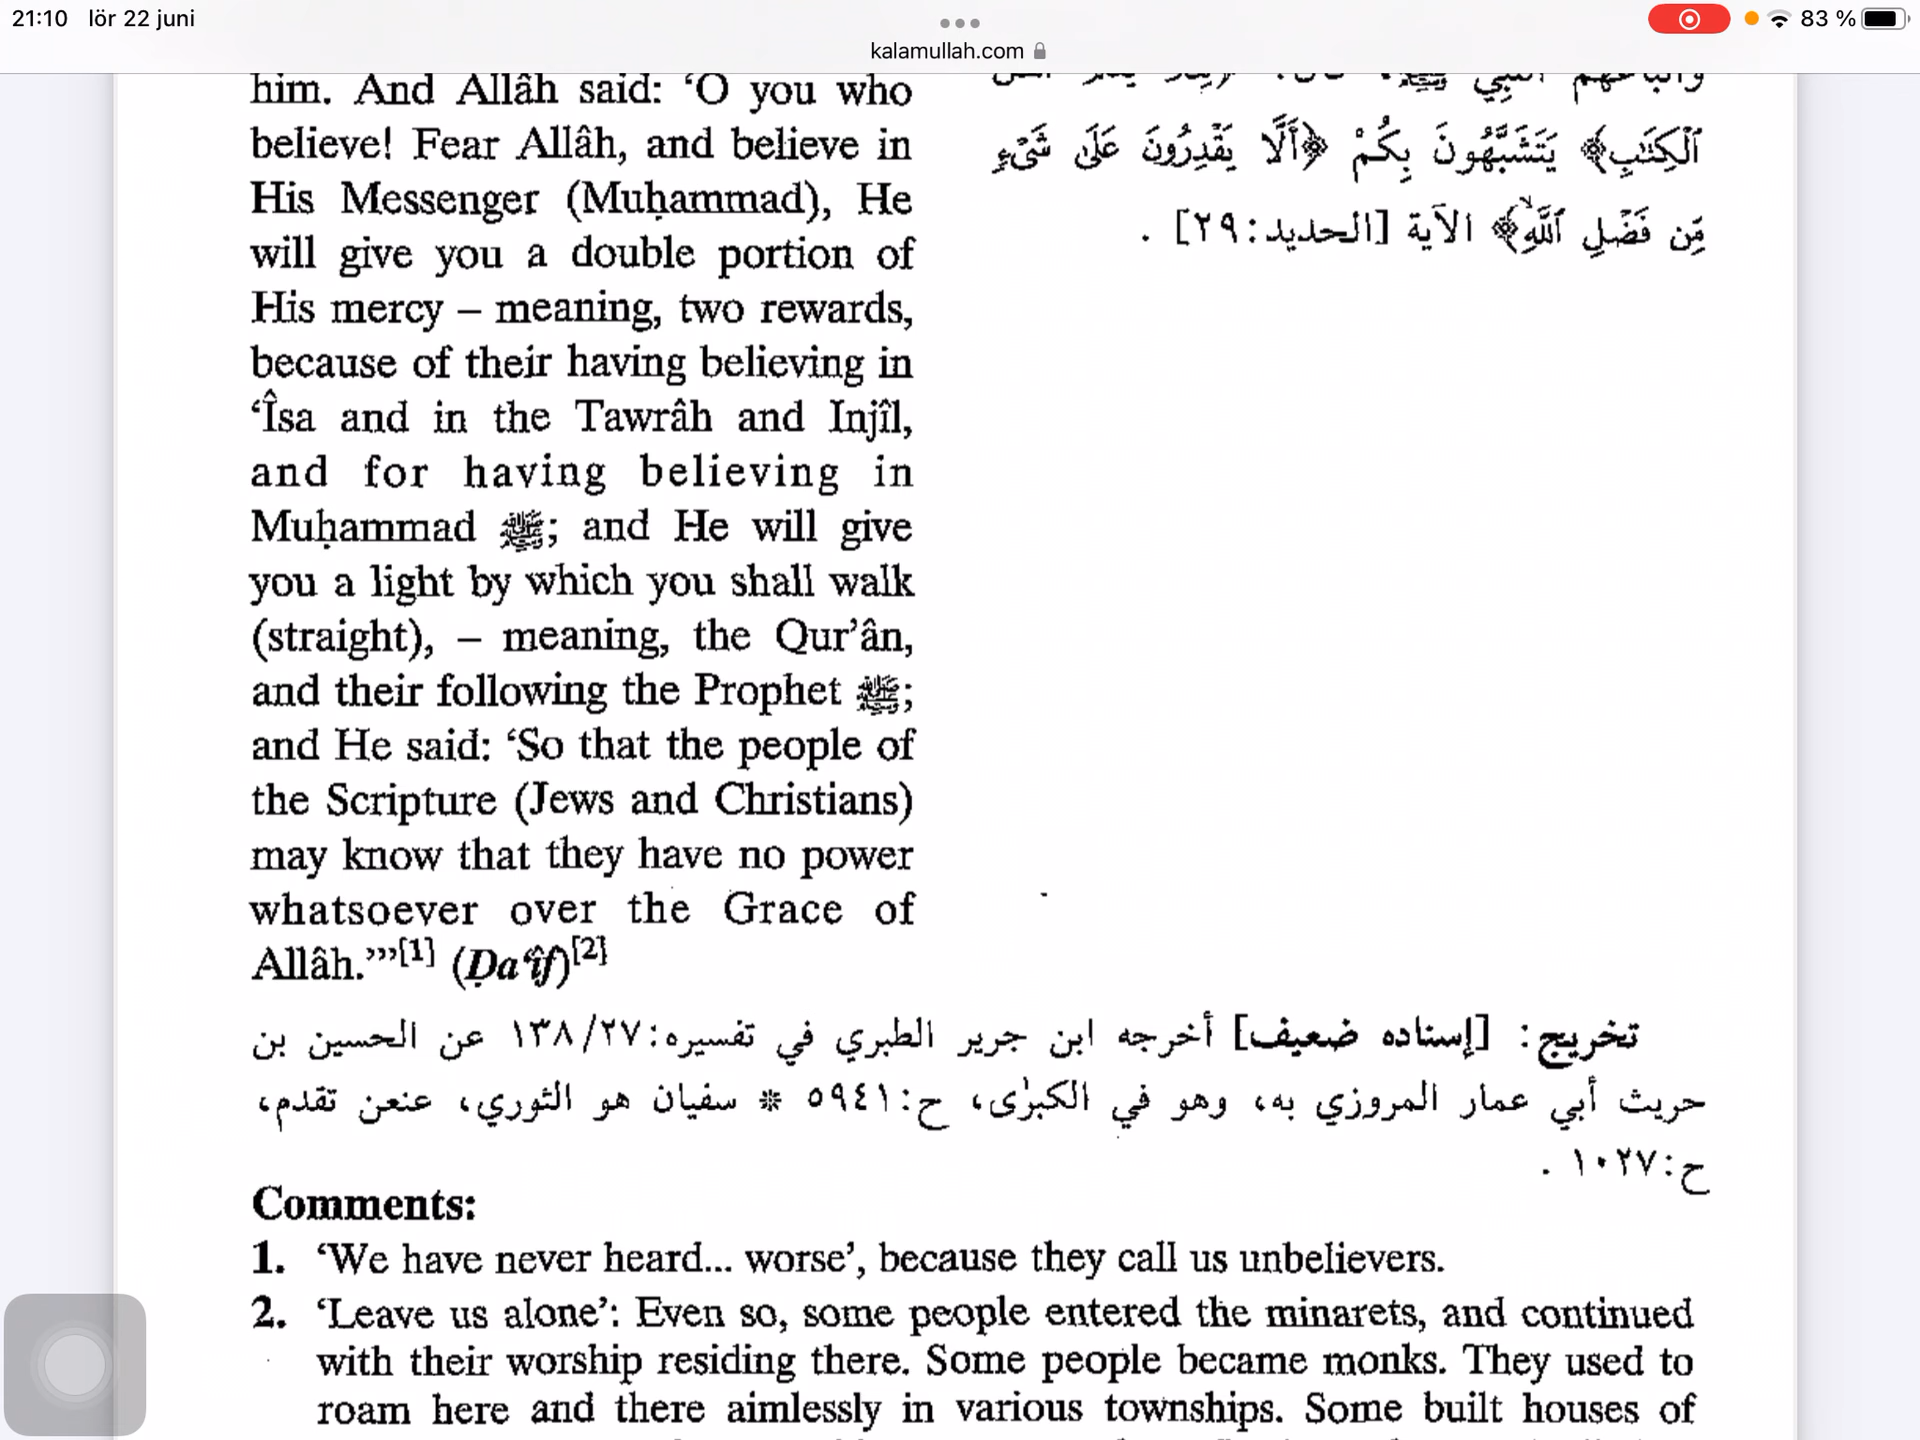 21:10 lör 22 juni
83 %
kalamullah.com
him. And Allâh said: ‘O you who
believe! Fear Allâh, and believe in
His Messenger (Muḥammad), He
will give you a double portion of
His mercy – meaning, two rewards,
because of their having believing in
‘Îsa and in the Tawrâh and Injîl,
and for having believing in
Muḥammad ﷺ; and He will give
you a light by which you shall walk
(straight), – meaning, the Qur’ân,
and their following the Prophet ﷺ;
and He said: ‘So that the people of
the Scripture (Jews and Christians)
may know that they have no power
whatsoever over the Grace of
Allâh.’”[1] (Ḍa‘îf)[2]
ٱلْكِتَٰبِ﴾ يَتَشَبَّهُونَ بِكُمْ ﴿أَلَّا يَقْدِرُونَ عَلَىٰ شَىْءٍ
مِّن فَضْلِ ٱللَّهِ﴾ الآية [الحديد:٢٩] .
تخريج: [إسناده ضعيف] أخرجه ابن جرير الطبري في تفسيره:٢٧/١٣٨ عن الحسين بن
حريث أبي عمار المروزي به، وهو في الكبرٰى، ح:٥٩٤١ * سفيان هو الثوري، عنعن تقدم،
ح:١٠٢٧ .
Comments:
1. ‘We have never heard... worse’, because they call us unbelievers.
2. ‘Leave us alone’: Even so, some people entered the minarets, and continued
with their worship residing there. Some people became monks. They used to
roam here and there aimlessly in various townships. Some built houses of